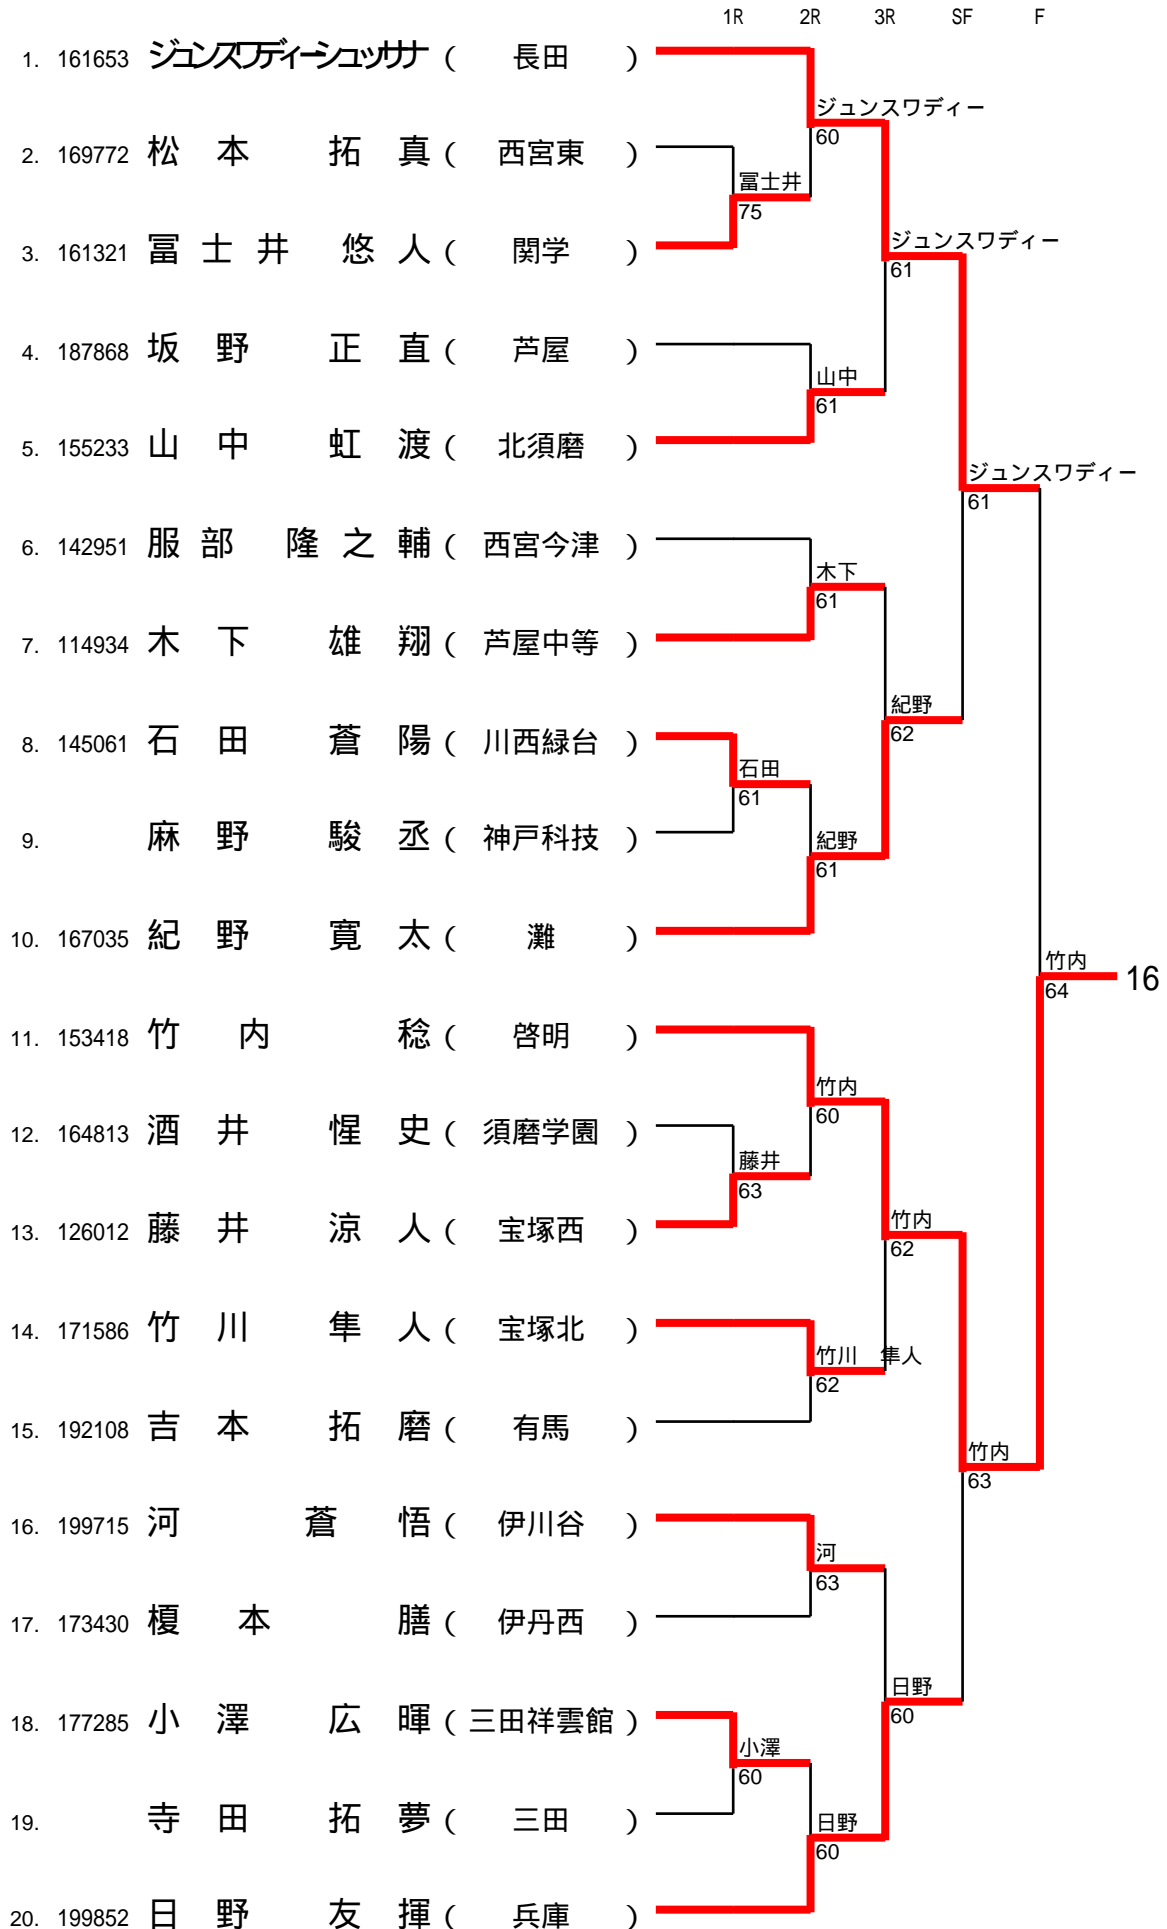 1R 2R 3R SF F
1. 161653 ジュンスワディーシュッサナ ( 長田 )
ジュンスワディー
60
2. 169772 松本 拓真 ( 西宮東 )
冨士井
75
3. 161321 冨士井 悠人 ( 関学 )
ジュンスワディー
61
4. 187868 坂野 正直 ( 芦屋 )
山中
61
5. 155233 山中 虹渡 ( 北須磨 )
ジュンスワディー
61
6. 142951 服部 隆之輔 ( 西宮今津 )
木下
61
7. 114934 木下 雄翔 ( 芦屋中等 )
紀野
62
8. 145061 石田 蒼陽 ( 川西緑台 )
石田
61
9. 麻野 駿丞 ( 神戸科技 )
紀野
61
10. 167035 紀野 寛太 ( 灘 )
竹内
64
16
11. 153418 竹内 稔 ( 啓明 )
竹内
60
12. 164813 酒井 惺史 ( 須磨学園 )
藤井
63
13. 126012 藤井 涼人 ( 宝塚西 )
竹内
62
14. 171586 竹川 隼人 ( 宝塚北 )
竹川 隼人
62
15. 192108 吉本 拓磨 ( 有馬 )
竹内
63
16. 199715 河 蒼悟 ( 伊川谷 )
河
63
17. 173430 榎本 膳 ( 伊丹西 )
日野
60
18. 177285 小澤 広暉 ( 三田祥雲館 )
小澤
60
19. 寺田 拓夢 ( 三田 )
日野
60
20. 199852 日野 友揮 ( 兵庫 )